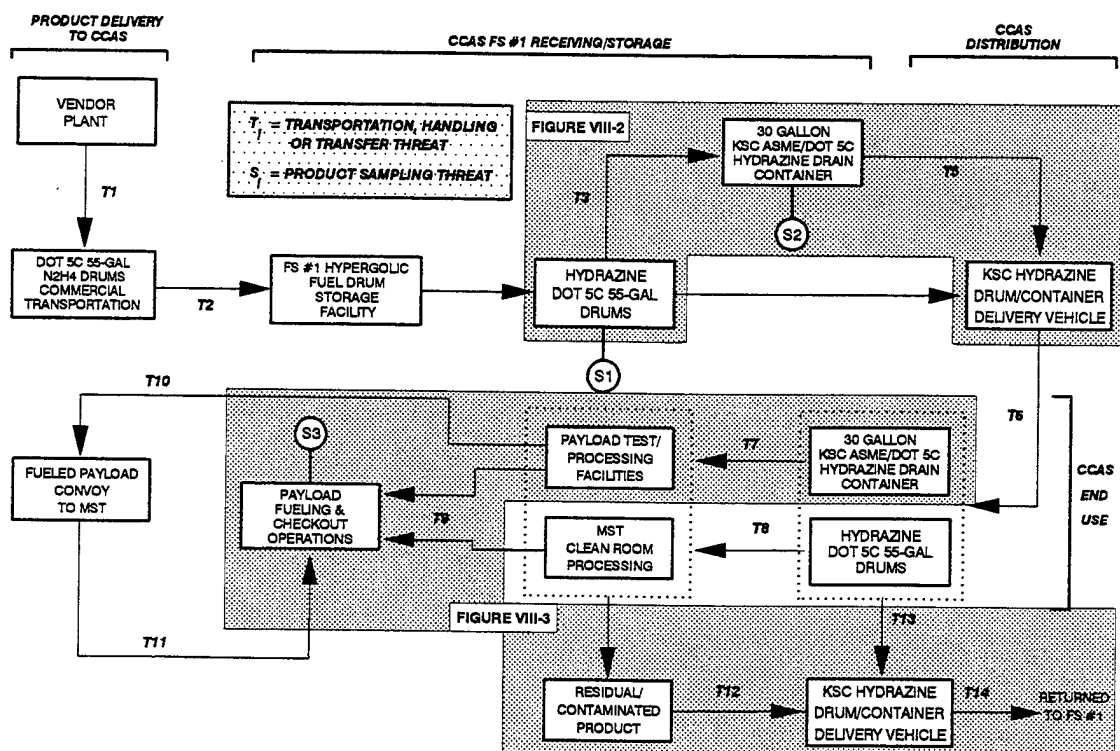 PRODUCT DELIVERY
TO CCAS
CCAS FS #1 RECEIVING/STORAGE
CCAS
DISTRIBUTION
VENDOR
PLANT
T1
DOT 5C 55-GAL
N2H4 DRUMS
COMMERCIAL
TRANSPORTATION
T2
T = TRANSPORTATION, HANDLING
i
OR TRANSFER THREAT
S = PRODUCT SAMPLING THREAT
i
FS #1 HYPERGOLIC
FUEL DRUM
STORAGE
FACILITY
FIGURE VIII-2
T3
30 GALLON
KSC ASME/DOT 5C
HYDRAZINE DRAIN
CONTAINER
S2
T5
HYDRAZINE
DOT 5C 55-GAL
DRUMS
S1
KSC HYDRAZINE
DRUM/CONTAINER
DELIVERY VEHICLE
T6
T10
FUELED PAYLOAD
CONVOY
TO MST
T11
S3
PAYLOAD
FUELING &
CHECKOUT
OPERATIONS
T9
PAYLOAD TEST/
PROCESSING
FACILITIES
T7
30 GALLON
KSC ASME/DOT 5C
HYDRAZINE DRAIN
CONTAINER
MST
CLEAN ROOM
PROCESSING
T8
HYDRAZINE
DOT 5C 55-GAL
DRUMS
CCAS
END
USE
FIGURE VIII-3
T13
RESIDUAL/
CONTAMINATED
PRODUCT
T12
KSC HYDRAZINE
DRUM/CONTAINER
DELIVERY VEHICLE
T14
RETURNED
TO FS #1